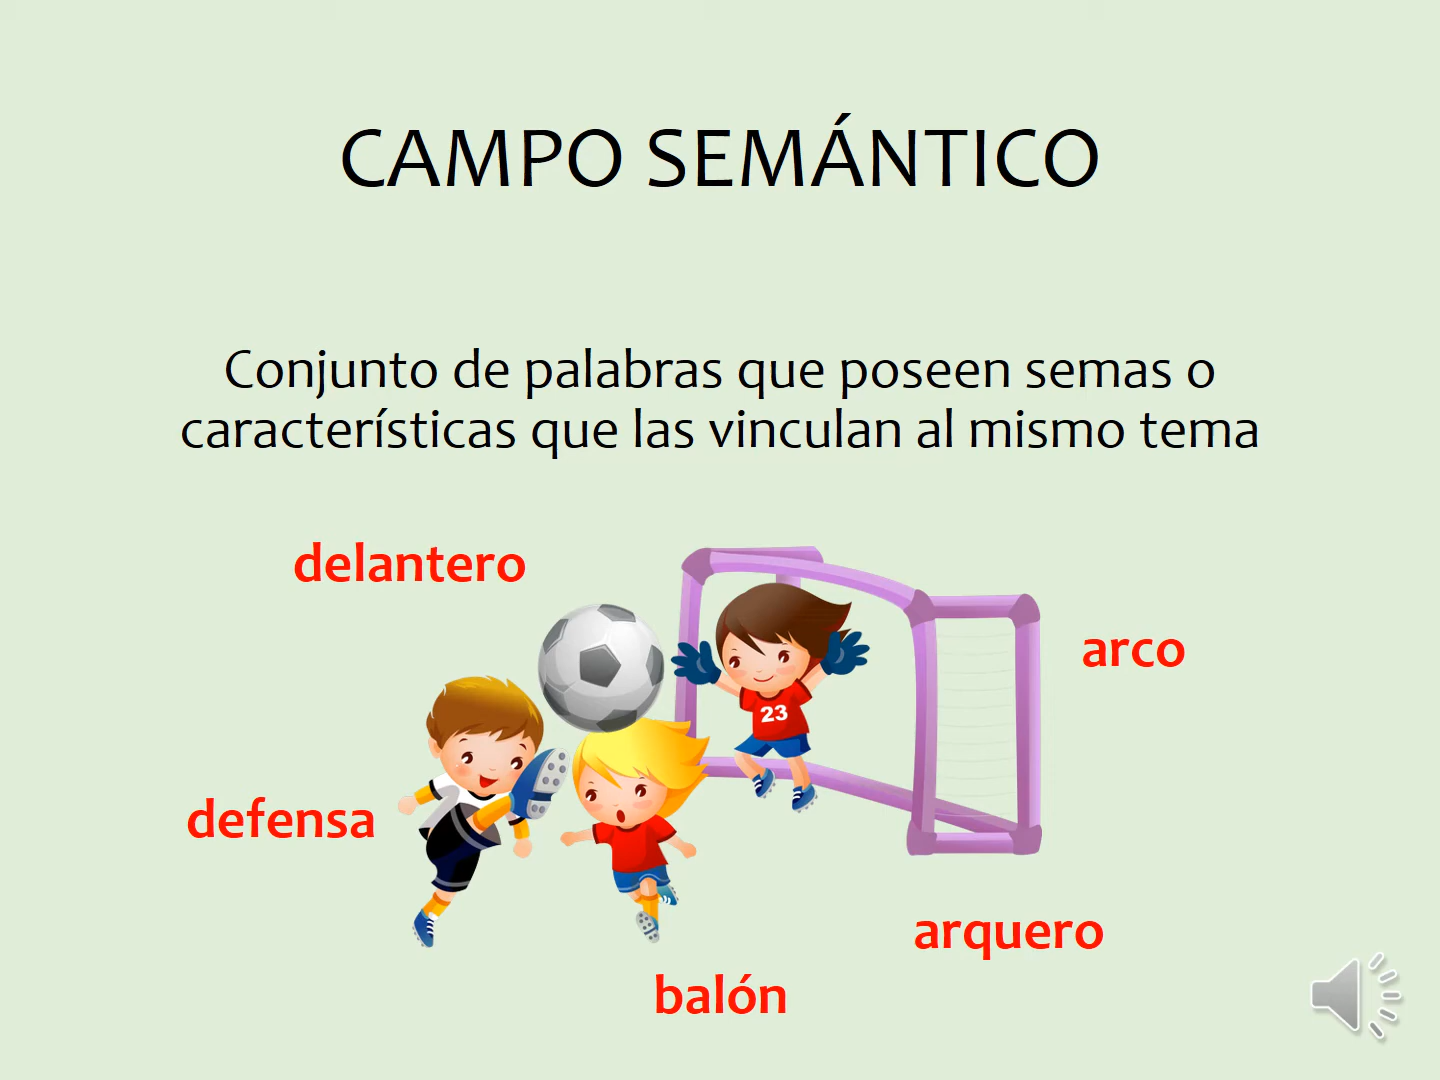 CAMPO SEMÁNTICO
Conjunto de palabras que poseen semas o
características que las vinculan al mismo tema
delantero
arco
23
defensa
arquero
balón